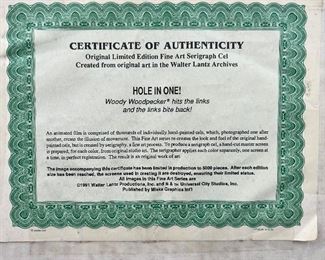 CERTIFICATE OF AUTHENTICITY
Original Limited Edition Fine Art Serigraph Cel
Created from original art in the Walter Lantz Archives
HOLE IN ONE!
Woody Woodpecker® hits the links
and the links bite back!
An animated film is comprised of thousands of individually hand-painted cels, which, photographed one after
another, create the illusion of movement. This Fine Art series was created to the look and feel of the original hand-
painted cels, but is created by serigraphy, a fine art process. To produce a serigraph cel, a hand-cut master screen
is prepared, for each color, from original studio art. The serigrapher applies each color separately, one screen at
a time, in perfect registration. The result is an original work of art
The image accompanying this certificate has been limited in production to 5000 pieces. After each edition
size has been reached, the screens used in creating it are destroyed, ensuring their limited status.
All images in this Fine Art Series are
©1991 Walter Lantz Productions, Inc. and ® & ™ Universal City Studios, Inc.
Published by Miska Graphics Int'l